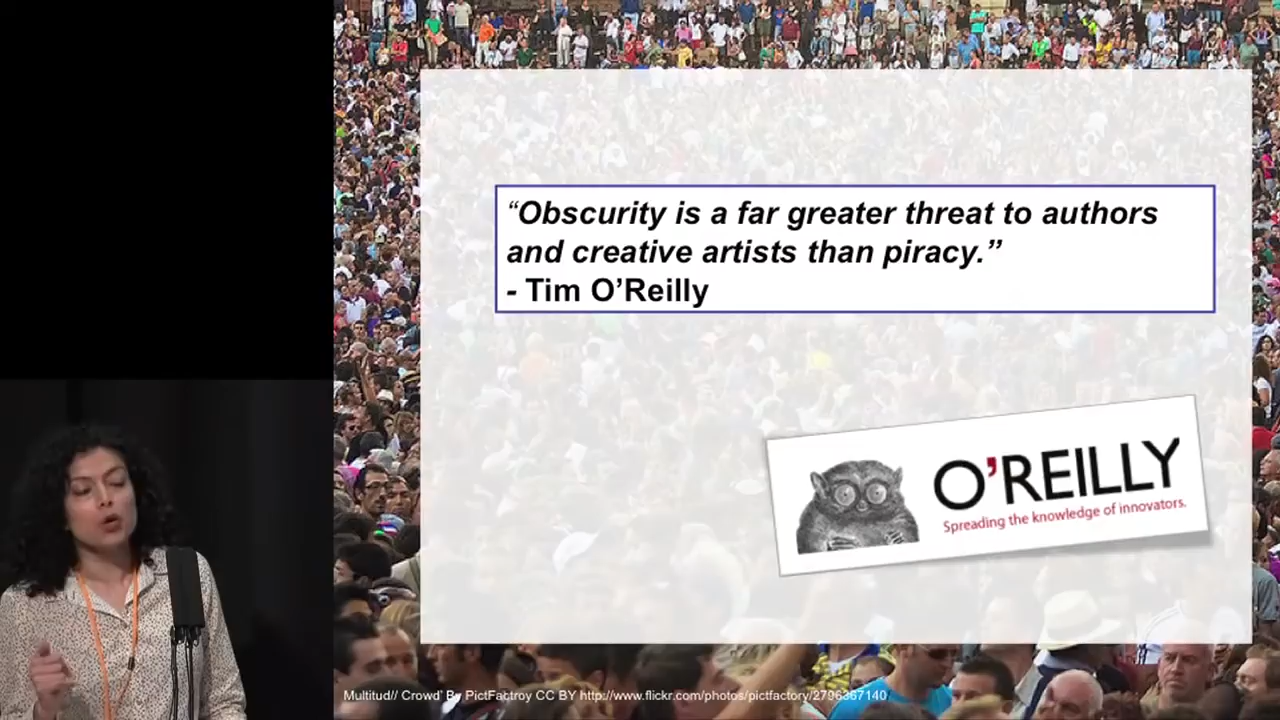 “Obscurity is a far greater threat to authors
and creative artists than piracy.”
- Tim O’Reilly
O’REILLY
Spreading the knowledge of innovators.
Multitud// Crowd' By PictFactroy CC BY http://www.flickr.com/photos/pictfactory/2796367140